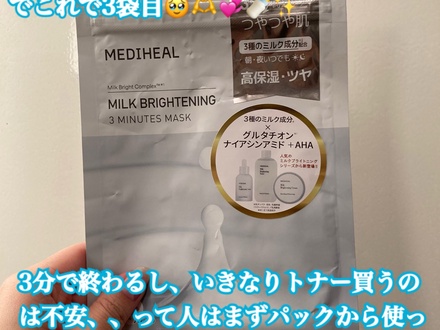 でこれで3袋目🥺🫶💕🍼✨
つやつや肌
3種のミルク成分配合
朝・夜いつでも☀☾
高保湿・ツヤ
MEDIHEAL
Milk Bright Complex
MILK BRIGHTENING
3 MINUTES MASK
3種のミルク成分
×
グルタチオン
ナイアシンアミド +AHA
人気の
ミルクブライトニング
シリーズから新登場!
3分で終わるし、いきなりトナー買うの
は不安、、って人はまずパックから使っ